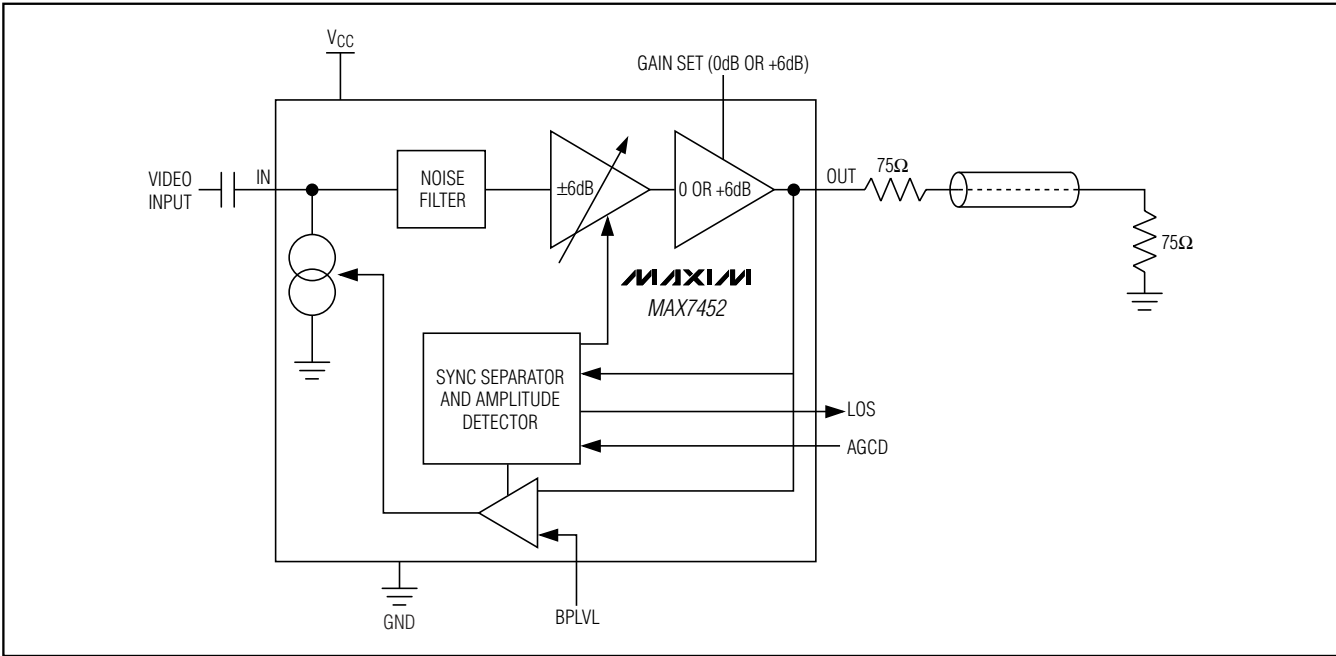 VCC
GAIN SET (0dB OR +6dB)
VIDEO
INPUT
IN
NOISE
FILTER
±6dB
0 OR +6dB
OUT
75Ω
75Ω
MAXIM
MAX7452
SYNC SEPARATOR
AND AMPLITUDE
DETECTOR
LOS
AGCD
GND
BPLVL